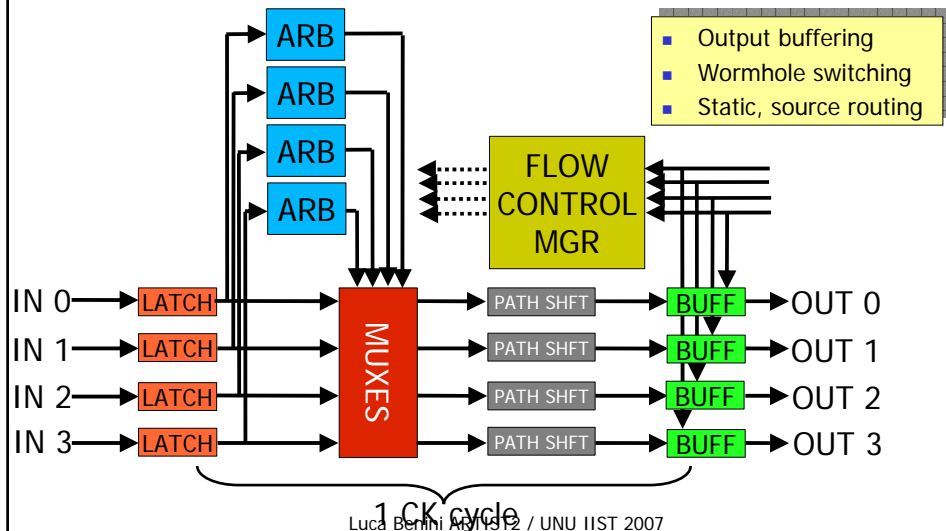 ARB
ARB
ARB
ARB
Output buffering
Wormhole switching
Static, source routing
FLOW
CONTROL
MGR
IN 0
LATCH
MUXES
PATH SHFT
BUFF
OUT 0
IN 1
LATCH
PATH SHFT
BUFF
OUT 1
IN 2
LATCH
PATH SHFT
BUFF
OUT 2
IN 3
LATCH
PATH SHFT
BUFF
OUT 3
1 CK cycle
Luca Benini ARTIST2 / UNU IIST 2007